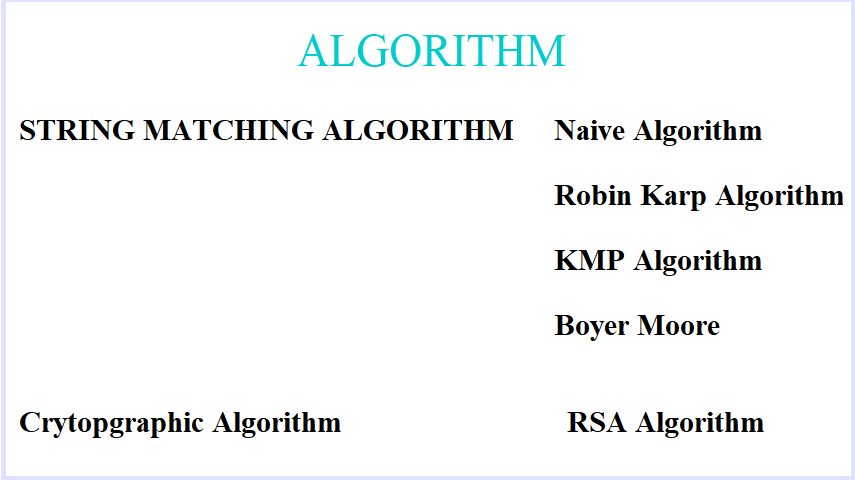 ALGORITHM
STRING MATCHING ALGORITHM Naive Algorithm
Robin Karp Algorithm
KMP Algorithm
Boyer Moore
Crytopgraphic Algorithm RSA Algorithm